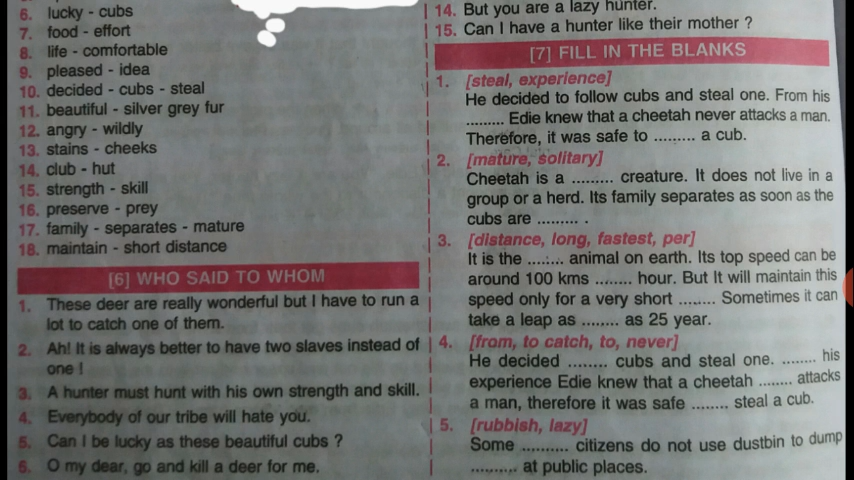 6. lucky - cubs
7. food - effort
8. life - comfortable
9. pleased - idea
10. decided - cubs - steal
11. beautiful - silver grey fur
12. angry - wildly
13. stains - cheeks
14. club - hut
15. strength - skill
16. preserve - prey
17. family - separates - mature
18. maintain - short distance
[6] WHO SAID TO WHOM
1. These deer are really wonderful but I have to run a
lot to catch one of them.
2. Ah! It is always better to have two slaves instead of
one !
3. A hunter must hunt with his own strength and skill.
4. Everybody of our tribe will hate you.
5. Can I be lucky as these beautiful cubs ?
6. O my dear, go and kill a deer for me.
14. But you are a lazy hunter.
15. Can I have a hunter like their mother ?
[7] FILL IN THE BLANKS
1. [steal, experience]
He decided to follow cubs and steal one. From his
......... Edie knew that a cheetah never attacks a man.
Therefore, it was safe to ......... a cub.
2. [mature, solitary]
Cheetah is a ......... creature. It does not live in a
group or a herd. Its family separates as soon as the
cubs are ......... .
3. [distance, long, fastest, per]
It is the ........ animal on earth. Its top speed can be
around 100 kms ........ hour. But It will maintain this
speed only for a very short ........ Sometimes it can
take a leap as ........ as 25 year.
4. [from, to catch, to, never]
He decided ........ cubs and steal one. ........ his
experience Edie knew that a cheetah ........ attacks
a man, therefore it was safe ........ steal a cub.
5. [rubbish, lazy]
Some .......... citizens do not use dustbin to dump
.......... at public places.